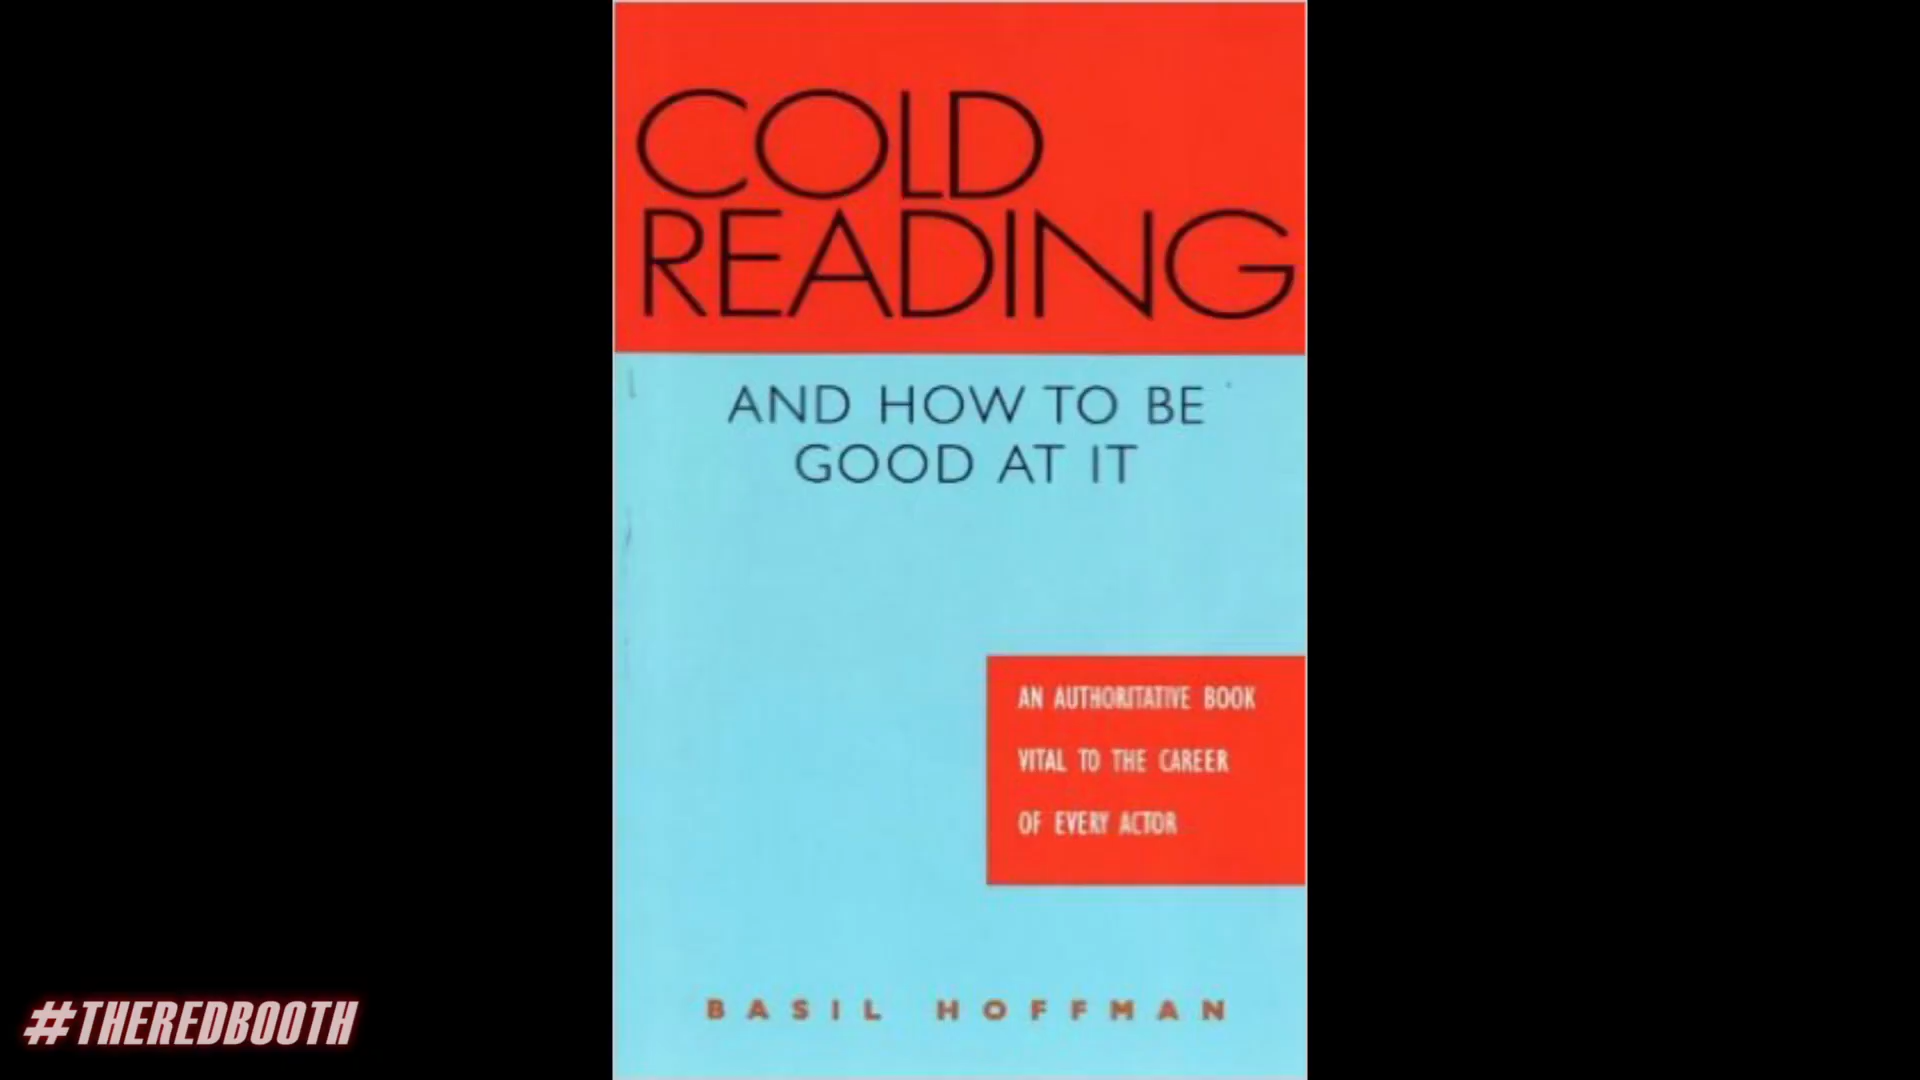 COLD
READING
AND HOW TO BE
GOOD AT IT
AN AUTHORITATIVE BOOK
VITAL TO THE CAREER
OF EVERY ACTOR
BASIL HOFFMAN
#THEREDBOOTH